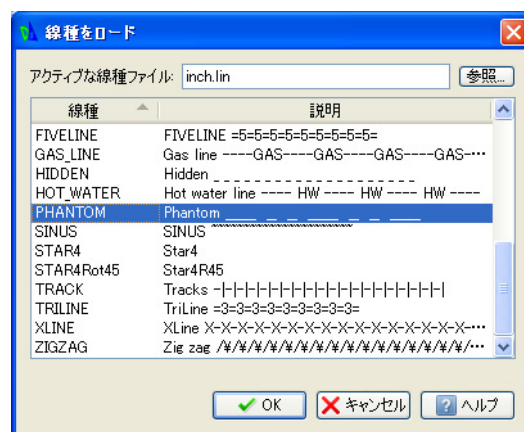 線種をロード
アクティブな線種ファイル: inch.lin 参照...
線種 説明
FIVELINE FIVELINE =5=5=5=5=5=5=5=5=5=
GAS_LINE Gas line ----GAS----GAS----GAS----GAS-…
HIDDEN Hidden _ _ _ _ _ _ _ _ _ _ _ _ _ _ _ _ _ _ _ _
HOT_WATER Hot water line ---- HW ---- HW ---- HW ----
PHANTOM Phantom ____ _ _ ____ _ _ ____
SINUS SINUS ~~~~~~~~~~~~~~~~~~~~
STAR4 Star4
STAR4Rot45 Star4R45
TRACK Tracks -|-|-|-|-|-|-|-|-|-|-|-|-|-|-|-|-|-|
TRILINE TriLine =3=3=3=3=3=3=3=3=3=
XLINE XLine X-X-X-X-X-X-X-X-X-X-X-X-X-X-X-…
ZIGZAG Zig zag /¥/¥/¥/¥/¥/¥/¥/¥/¥/¥/¥/¥/¥/¥/¥/…
OK キャンセル ヘルプ